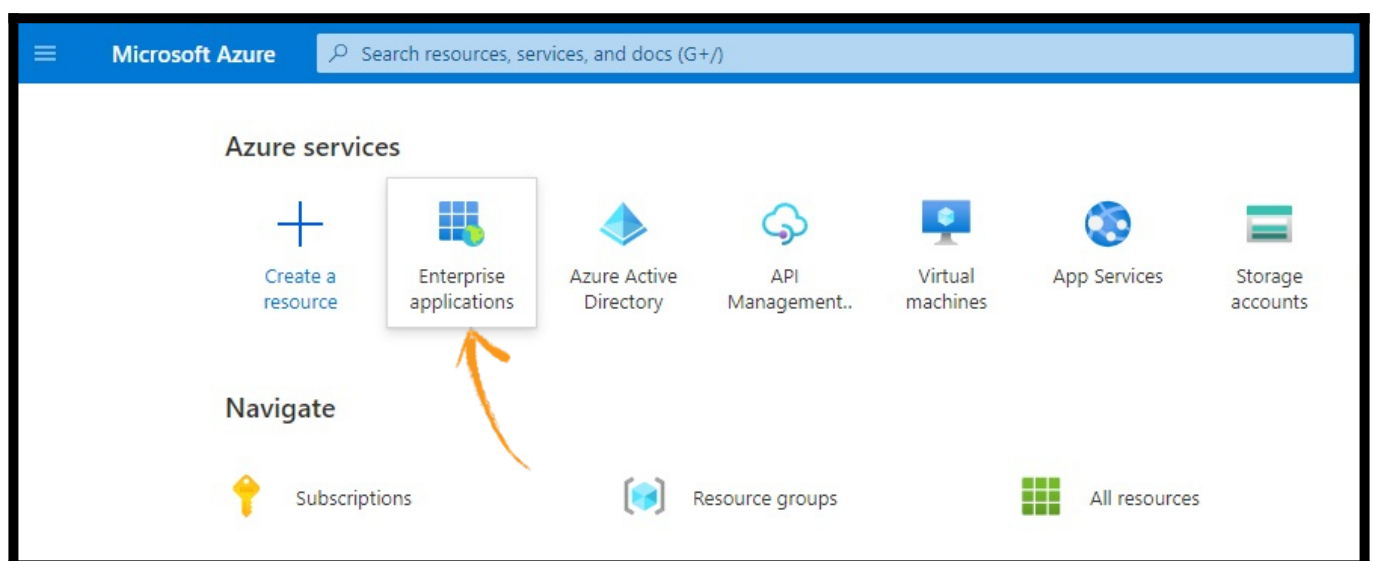 Microsoft Azure
Search resources, services, and docs (G+/)
Azure services
Create a
resource
Enterprise
applications
Azure Active
Directory
API
Management..
Virtual
machines
App Services
Storage
accounts
Navigate
Subscriptions
Resource groups
All resources